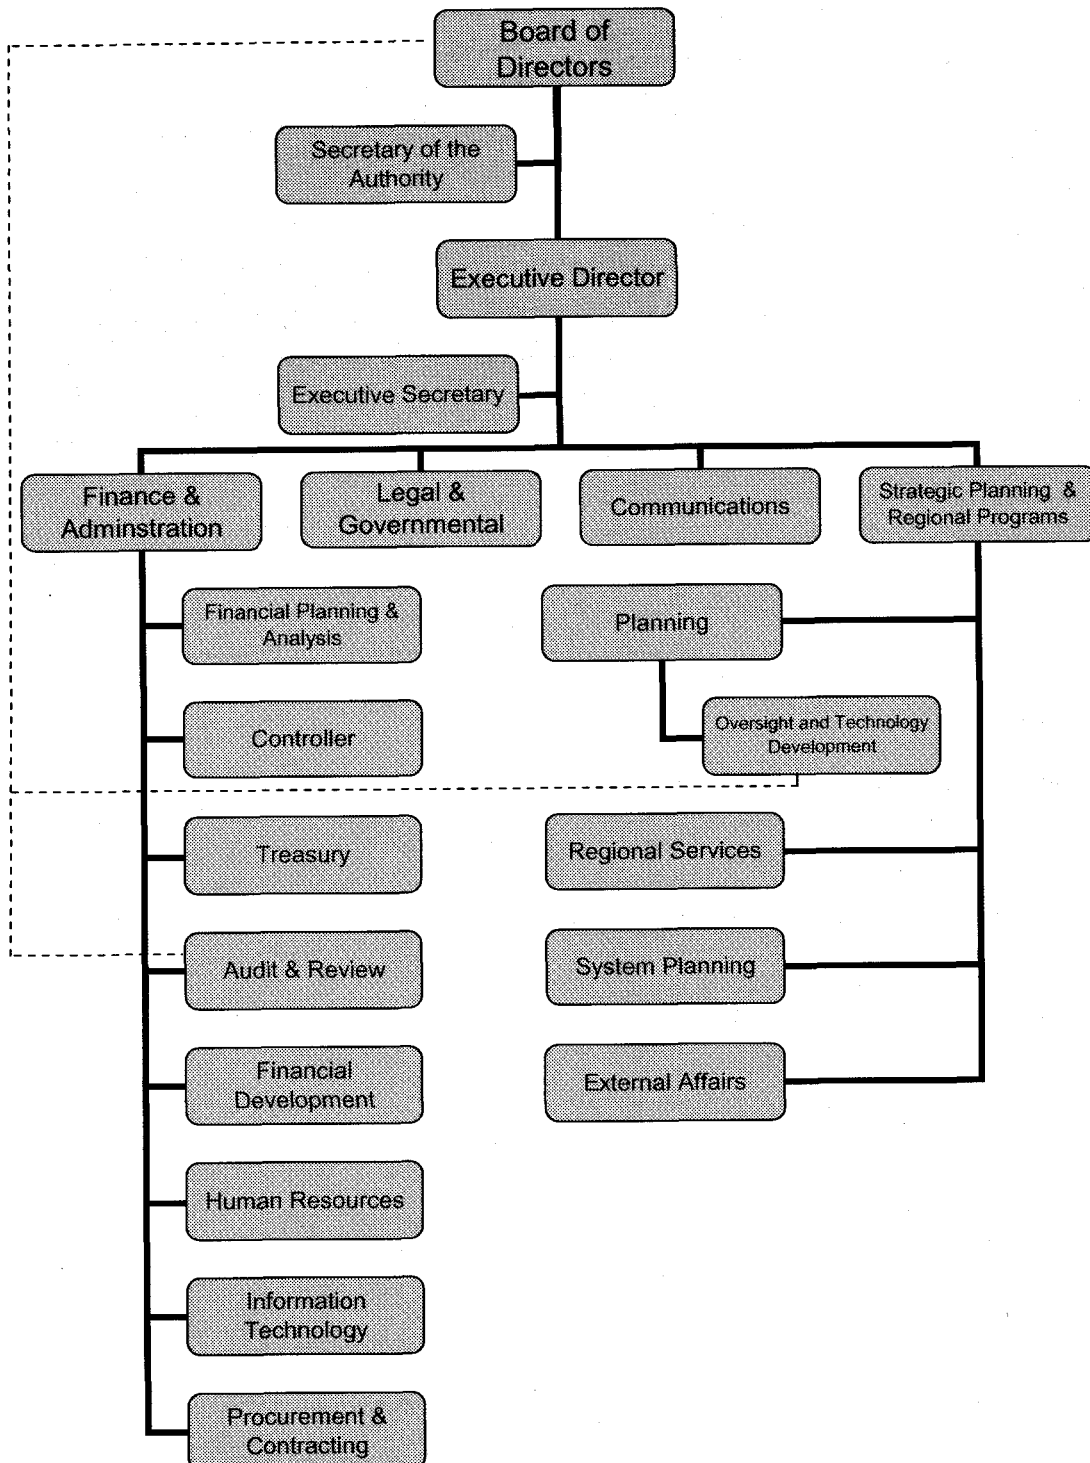 Board of
Directors
Secretary of the
Authority
Executive Director
Executive Secretary
Finance &
Adminstration
Legal &
Governmental
Communications
Strategic Planning &
Regional Programs
Financial Planning &
Analysis
Controller
Treasury
Audit & Review
Financial
Development
Human Resources
Information
Technology
Procurement &
Contracting
Planning
Oversight and Technology
Development
Regional Services
System Planning
External Affairs